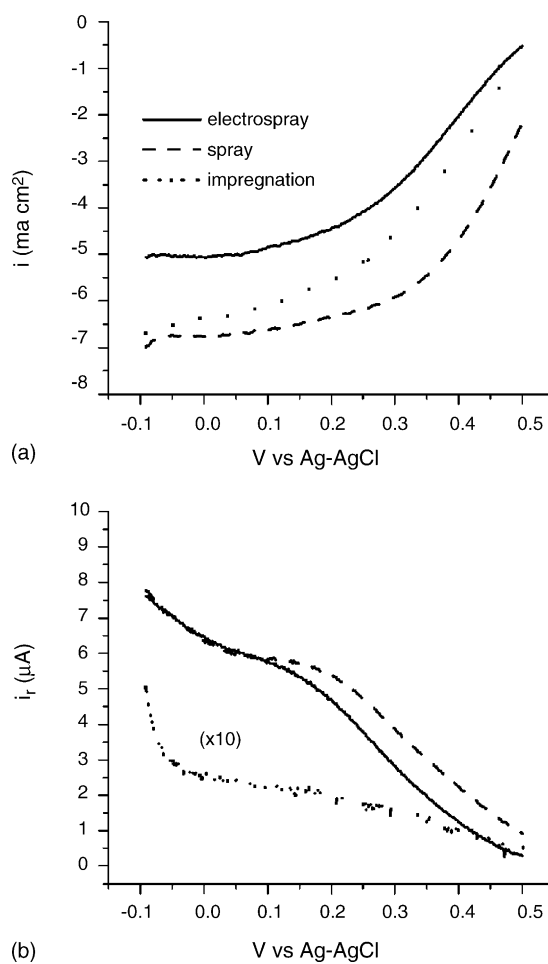 0
-1
-2
-3
-4
-5
-6
-7
-8
i (ma cm²)
electrospray
spray
impregnation
-0.1 0.0 0.1 0.2 0.3 0.4 0.5
(a)
V vs Ag-AgCl
10
9
8
7
6
5
4
3
2
1
0
iᵣ (µA)
(x10)
-0.1 0.0 0.1 0.2 0.3 0.4 0.5
(b)
V vs Ag-AgCl